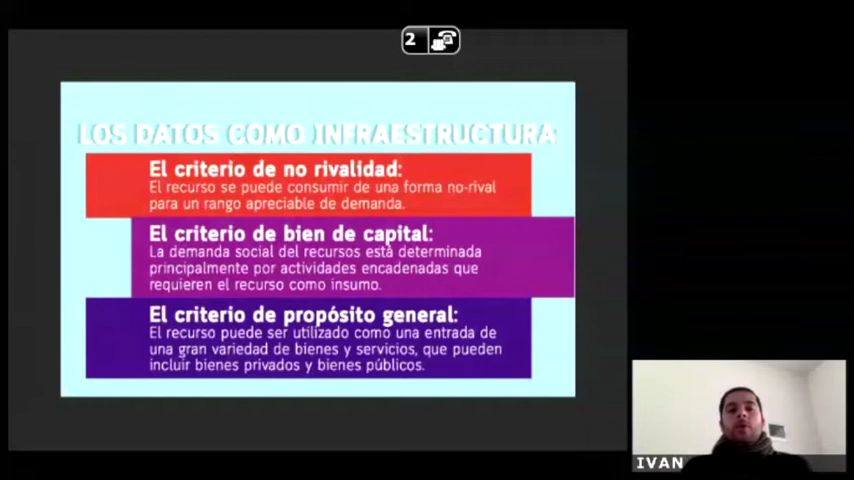 2
LOS DATOS COMO INFRAESTRUCTURA
El criterio de no rivalidad:
El recurso se puede consumir de una forma no-rival
para un rango apreciable de demanda.
El criterio de bien de capital:
La demanda social del recursos está determinada
principalmente por actividades encadenadas que
requieren el recurso como insumo.
El criterio de propósito general:
El recurso puede ser utilizado como una entrada de
una gran variedad de bienes y servicios, que pueden
incluir bienes privados y bienes públicos.
IVAN